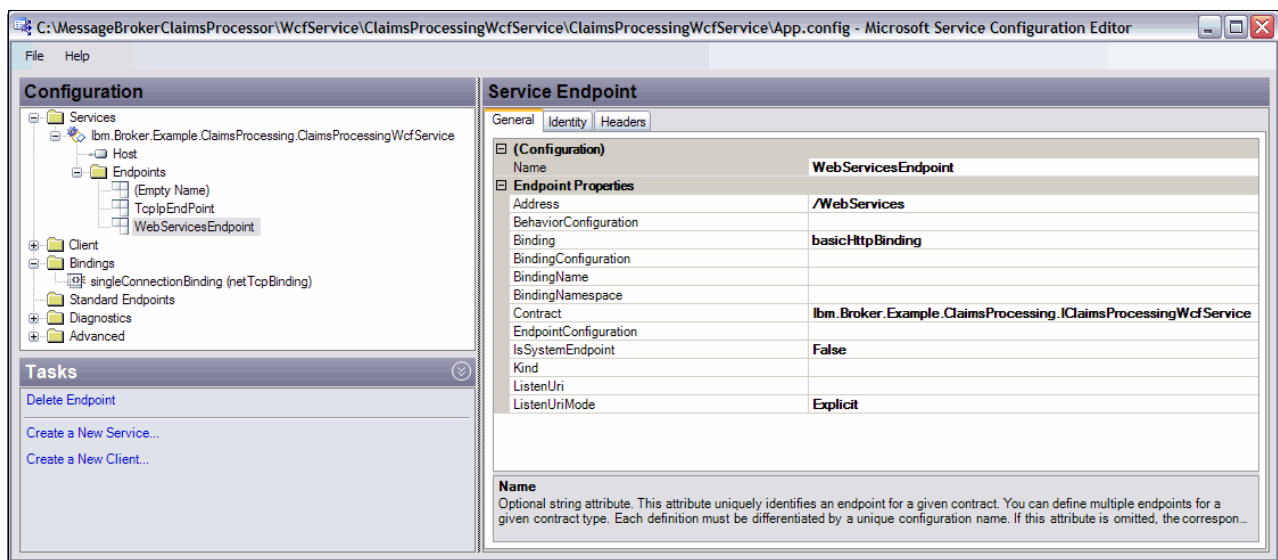 C:\MessageBrokerClaimsProcessor\WcfService\ClaimsProcessingWcfService\ClaimsProcessingWcfService\App.config - Microsoft Service Configuration Editor
File Help
Configuration
Services
Ibm.Broker.Example.ClaimsProcessing.ClaimsProcessingWcfService
Host
Endpoints
(Empty Name)
TcpIpEndPoint
WebServicesEndpoint
Client
Bindings
singleConnectionBinding (netTcpBinding)
Standard Endpoints
Diagnostics
Advanced
Tasks
Delete Endpoint
Create a New Service...
Create a New Client...
Service Endpoint
General Identity Headers
(Configuration)
Name WebServicesEndpoint
Endpoint Properties
Address /WebServices
BehaviorConfiguration
Binding basicHttpBinding
BindingConfiguration
BindingName
BindingNamespace
Contract Ibm.Broker.Example.ClaimsProcessing.IClaimsProcessingWcfService
EndpointConfiguration
IsSystemEndpoint False
Kind
ListenUri
ListenUriMode Explicit
Name
Optional string attribute. This attribute uniquely identifies an endpoint for a given contract. You can define multiple endpoints for a
given contract type. Each definition must be differentiated by a unique configuration name. If this attribute is omitted, the correspon...